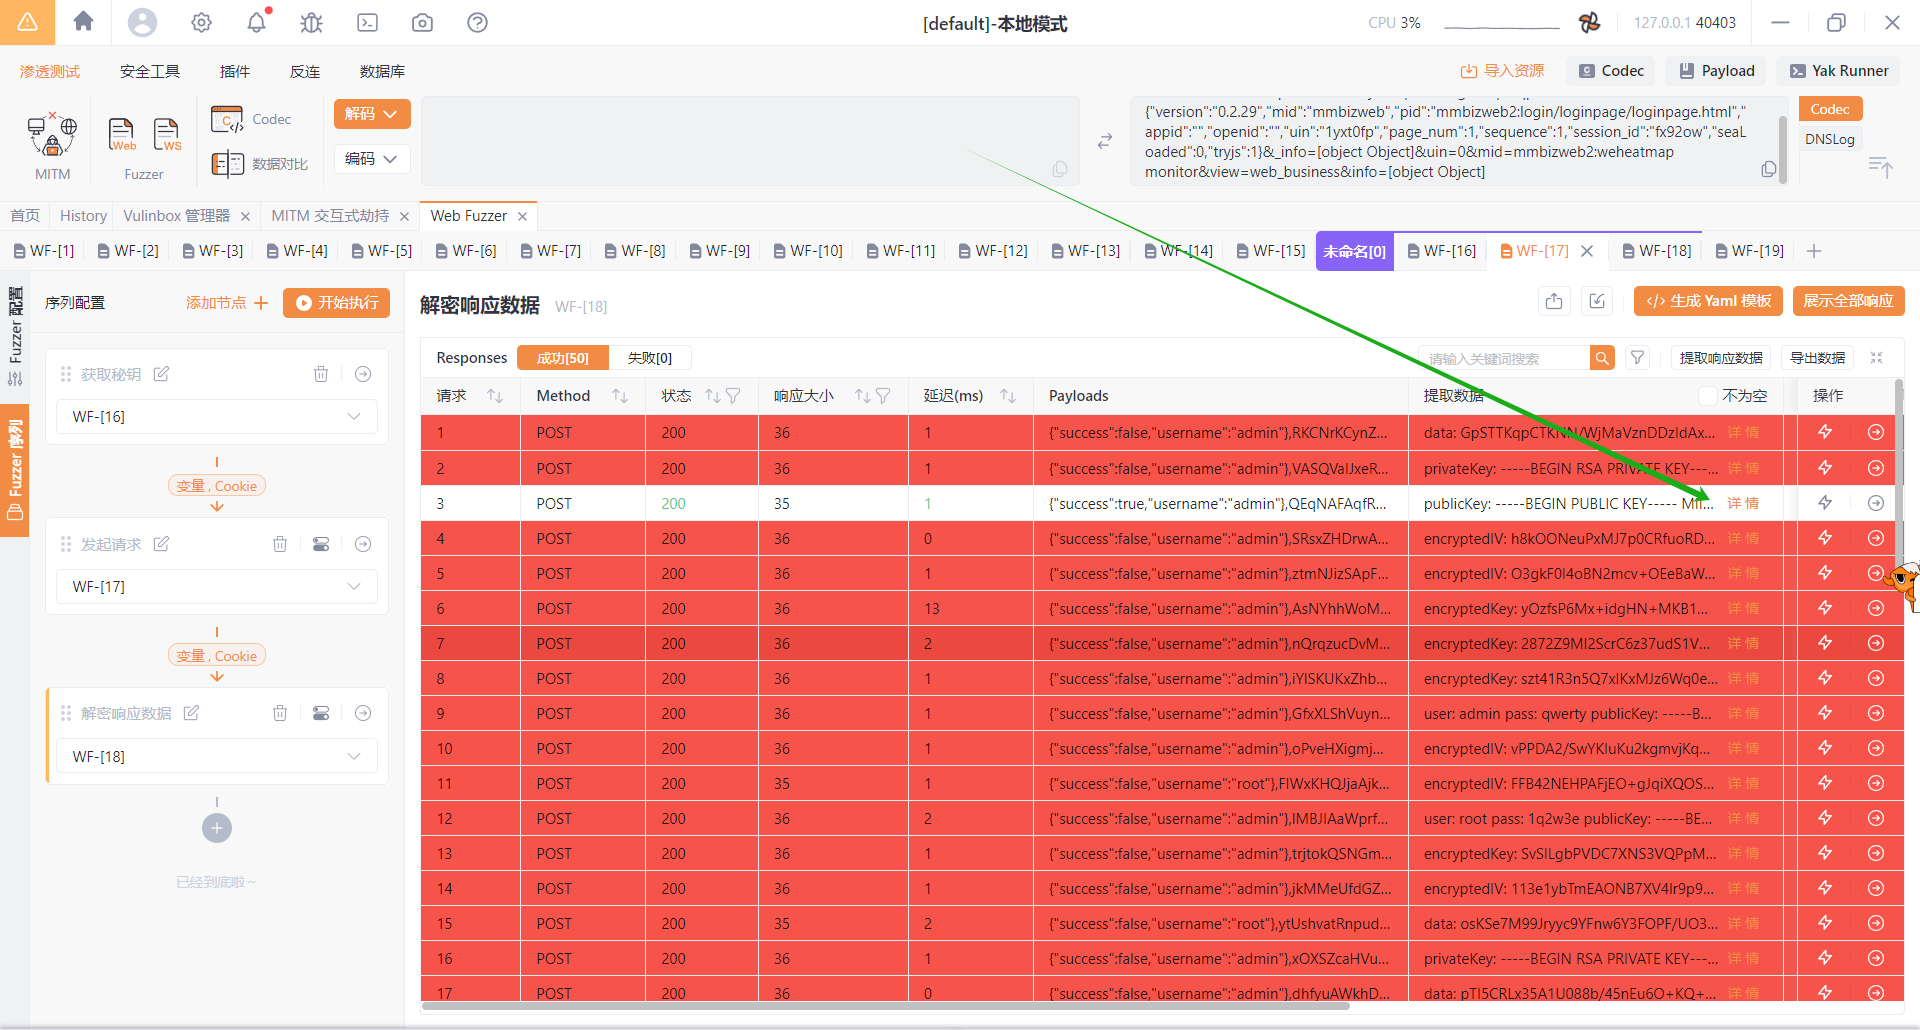 [default]-本地模式
CPU 3%
127.0.0.1 40403
渗透测试 安全工具 插件 反连 数据库
导入资源 Codec Payload Yak Runner
MITM
Web
WS
Fuzzer
Codec
数据对比
解码
编码
{"version":"0.2.29","mid":"mmbizweb","pid":"mmbizweb2:login/loginpage/loginpage.html","
appid":"","openid":"","uin":"1yxt0fp","page_num":1,"sequence":1,"session_id":"fx92ow","seaL
oaded":0,"tryjs":1}&_info=[object Object]&uin=0&mid=mmbizweb2:weheatmap
monitor&view=web_business&info=[object Object]
Codec
DNSLog
首页 History Vulinbox 管理器 MITM 交互式劫持 Web Fuzzer
WF-[1] WF-[2] WF-[3] WF-[4] WF-[5] WF-[6] WF-[7] WF-[8] WF-[9] WF-[10] WF-[11] WF-[12] WF-[13] WF-[14] WF-[15] 未命名[0] WF-[16] WF-[17] WF-[18] WF-[19]
Fuzzer 配置
Fuzzer 序列
序列配置 添加节点 开始执行
获取秘钥
WF-[16]
变量 , Cookie
发起请求
WF-[17]
变量 , Cookie
解密响应数据
WF-[18]
已经到底啦~
解密响应数据 WF-[18]
生成 Yaml 模板 展示全部响应
Responses 成功[50] 失败[0] 请输入关键词搜索 提取响应数据 导出数据
请求 Method 状态 响应大小 延迟(ms) Payloads 提取数据 不为空 操作
1 POST 200 36 1 {"success":false,"username":"admin"},RKCNrKCynZ... data: GpSTTKqpCTKNN/WjMaVznDDzIdAx... 详情
2 POST 200 36 1 {"success":false,"username":"admin"},VASQVaIJxeR... privateKey: -----BEGIN RSA PRIVATE KEY---... 详情
3 POST 200 35 1 {"success":true,"username":"admin"},QEqNAFAqfR... publicKey: -----BEGIN PUBLIC KEY----- MII... 详情
4 POST 200 36 0 {"success":false,"username":"admin"},SRsxZHDrwA... encryptedIV: h8kOONeuPxMJ7p0CRfuoRD... 详情
5 POST 200 36 1 {"success":false,"username":"admin"},ztmNJizSApF... encryptedIV: O3gkF0I4oBN2mcv+OEeBaW... 详情
6 POST 200 36 13 {"success":false,"username":"admin"},AsNYhhWoM... encryptedKey: yOzfsP6Mx+idgHN+MKB1... 详情
7 POST 200 36 2 {"success":false,"username":"admin"},nQrqzucDvM... encryptedKey: 2872Z9MI2ScrC6z37udS1V... 详情
8 POST 200 36 1 {"success":false,"username":"admin"},iYISKUKxZhb... encryptedKey: szt41R3n5Q7xIKxMJz6Wq0e... 详情
9 POST 200 36 1 {"success":false,"username":"admin"},GfxXLShVuyn... user: admin pass: qwerty publicKey: -----B... 详情
10 POST 200 36 1 {"success":false,"username":"admin"},oPveHXigmj... encryptedKey: vPPDA2/SwYKIuKu2kgmvjKq... 详情
11 POST 200 35 1 {"success":false,"username":"root"},FIWxKHQJjaAjk... encryptedIV: FFB42NEHPAFjEO+gJqiXQOS... 详情
12 POST 200 36 2 {"success":false,"username":"admin"},IMBJIAaWprf... user: root pass: 1q2w3e publicKey: -----BE... 详情
13 POST 200 36 1 {"success":false,"username":"admin"},trjtokQSNGm... encryptedKey: SvSILgbPVDC7XNS3VQPpM... 详情
14 POST 200 36 1 {"success":false,"username":"admin"},jkMMeUfdGZ... encryptedIV: 113e1ybTmEAONB7XV4Ir9p9... 详情
15 POST 200 35 2 {"success":false,"username":"root"},ytUshvatRnpud... data: osKSe7M99Jryyc9YFnw6Y3FOPF/UO3... 详情
16 POST 200 36 1 {"success":false,"username":"admin"},xOXSZcaHVu... privateKey: -----BEGIN RSA PRIVATE KEY---... 详情
17 POST 200 36 0 {"success":false,"username":"admin"},dhfyuAWkhD... data: pTI5CRLx35A1U088b/45nEu6O+KQ+... 详情